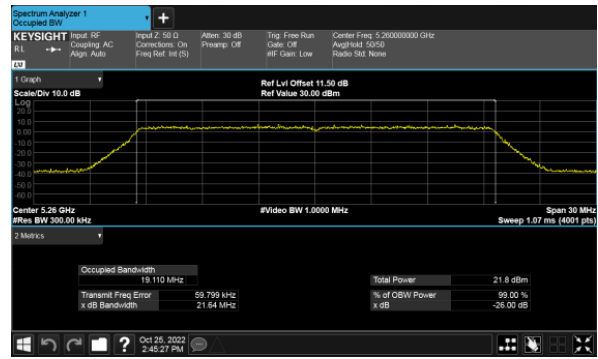 Spectrum Analyzer 1
Occupied BW
KEYSIGHT Input: RF Input Z: 50 Ω Atten: 30 dB Trig: Free Run Center Freq: 5.260000000 GHz
RL Coupling: AC Corrections: On Preamp: Off Gate: Off Avg|Hold: 50/50
Align: Auto Freq Ref: Int (S) #IF Gain: Low Radio Std: None
LXI
1 Graph
Ref Lvl Offset 11.50 dB
Scale/Div 10.0 dB Ref Value 30.00 dBm
Log
20.0
10.0
0.00
-10.0
-20.0
-30.0
-40.0
-50.0
-60.0
Center 5.26 GHz #Video BW 1.0000 MHz Span 30 MHz
#Res BW 300.00 kHz Sweep 1.07 ms (4001 pts)
2 Metrics
Occupied Bandwidth
19.110 MHz Total Power 21.8 dBm
Transmit Freq Error 59.799 kHz % of OBW Power 99.00 %
x dB Bandwidth 21.64 MHz x dB -26.00 dB
? Oct 25, 2022
2:45:27 PM